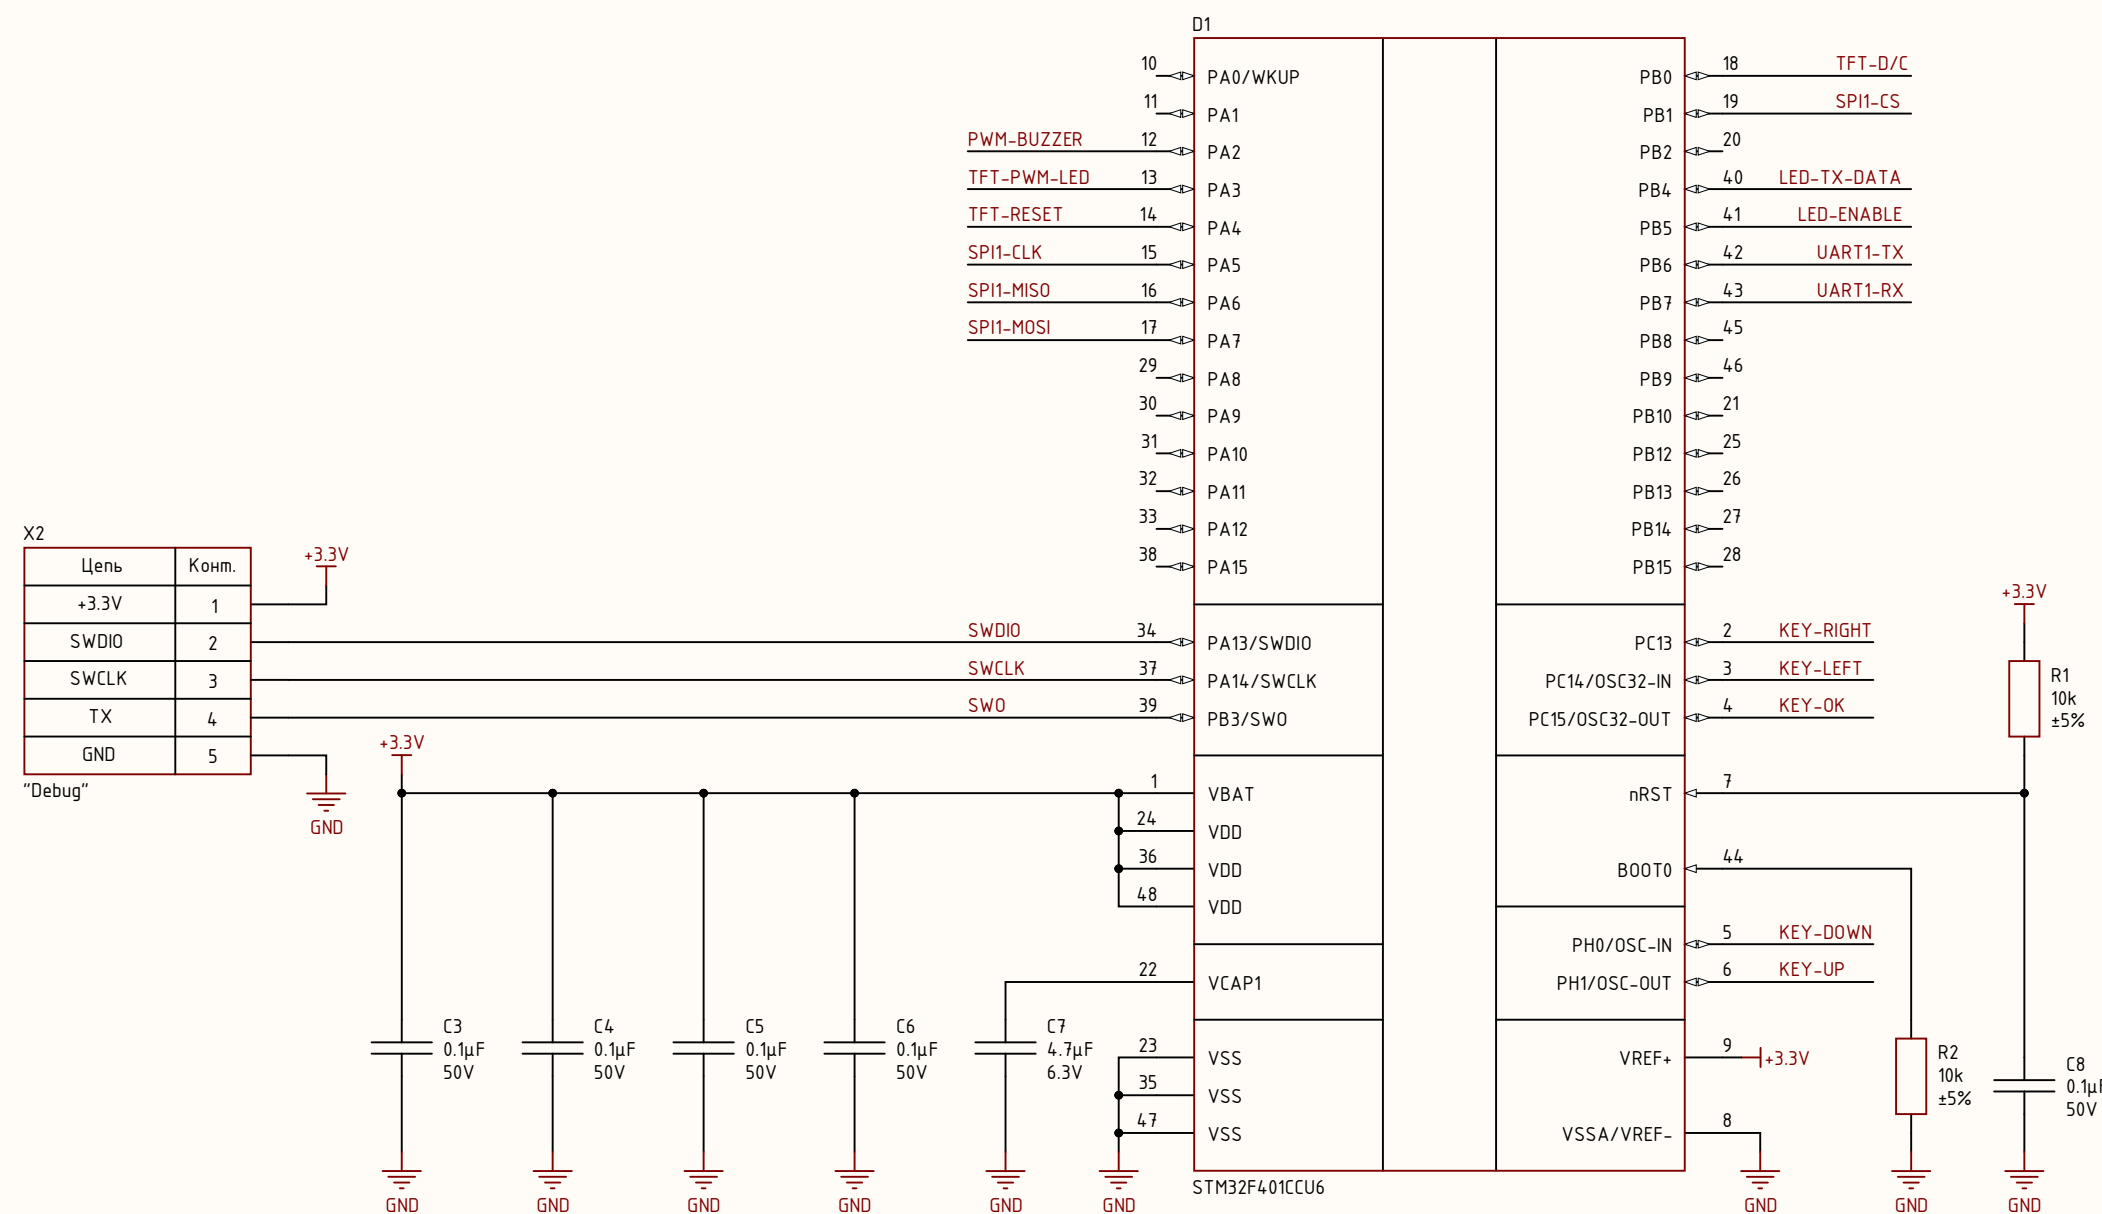 D1
10 PA0/WKUP
11 PA1
PWM-BUZZER 12 PA2
TFT-PWM-LED 13 PA3
TFT-RESET 14 PA4
SPI1-CLK 15 PA5
SPI1-MISO 16 PA6
SPI1-MOSI 17 PA7
29 PA8
30 PA9
31 PA10
32 PA11
33 PA12
38 PA15
PB0 18 TFT-D/C
PB1 19 SPI1-CS
PB2 20
PB4 40 LED-TX-DATA
PB5 41 LED-ENABLE
PB6 42 UART1-TX
PB7 43 UART1-RX
PB8 45
PB9 46
PB10 21
PB12 25
PB13 26
PB14 27
PB15 28
X2
Цепь Конт.
+3.3V 1
SWDIO 2
SWCLK 3
TX 4
GND 5
"Debug"
+3.3V
GND
SWDIO 34 PA13/SWDIO
SWCLK 37 PA14/SWCLK
SWO 39 PB3/SWO
PC13 2 KEY-RIGHT
PC14/OSC32-IN 3 KEY-LEFT
PC15/OSC32-OUT 4 KEY-OK
+3.3V
R1
10k
±5%
+3.3V
1 VBAT
24 VDD
36 VDD
48 VDD
nRST 7
BOOT0 44
22 VCAP1
PH0/OSC-IN 5 KEY-DOWN
PH1/OSC-OUT 6 KEY-UP
C3
0.1µF
50V
C4
0.1µF
50V
C5
0.1µF
50V
C6
0.1µF
50V
C7
4.7µF
6.3V
23 VSS
35 VSS
47 VSS
VREF+ 9 +3.3V
VSSA/VREF- 8
R2
10k
±5%
C8
0.1µF
50V
GND GND GND GND GND GND GND GND GND
STM32F401CCU6